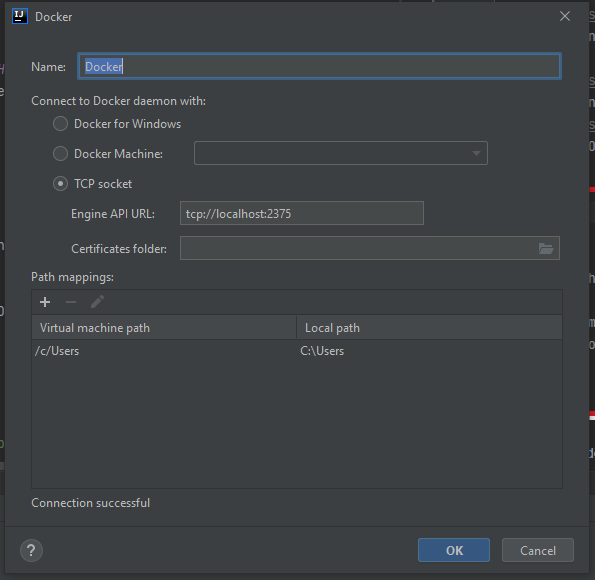 Docker
Name: Docker
Connect to Docker daemon with:
Docker for Windows
Docker Machine:
TCP socket
Engine API URL: tcp://localhost:2375
Certificates folder:
Path mappings:
Virtual machine path Local path
/c/Users C:\Users
Connection successful
? OK Cancel